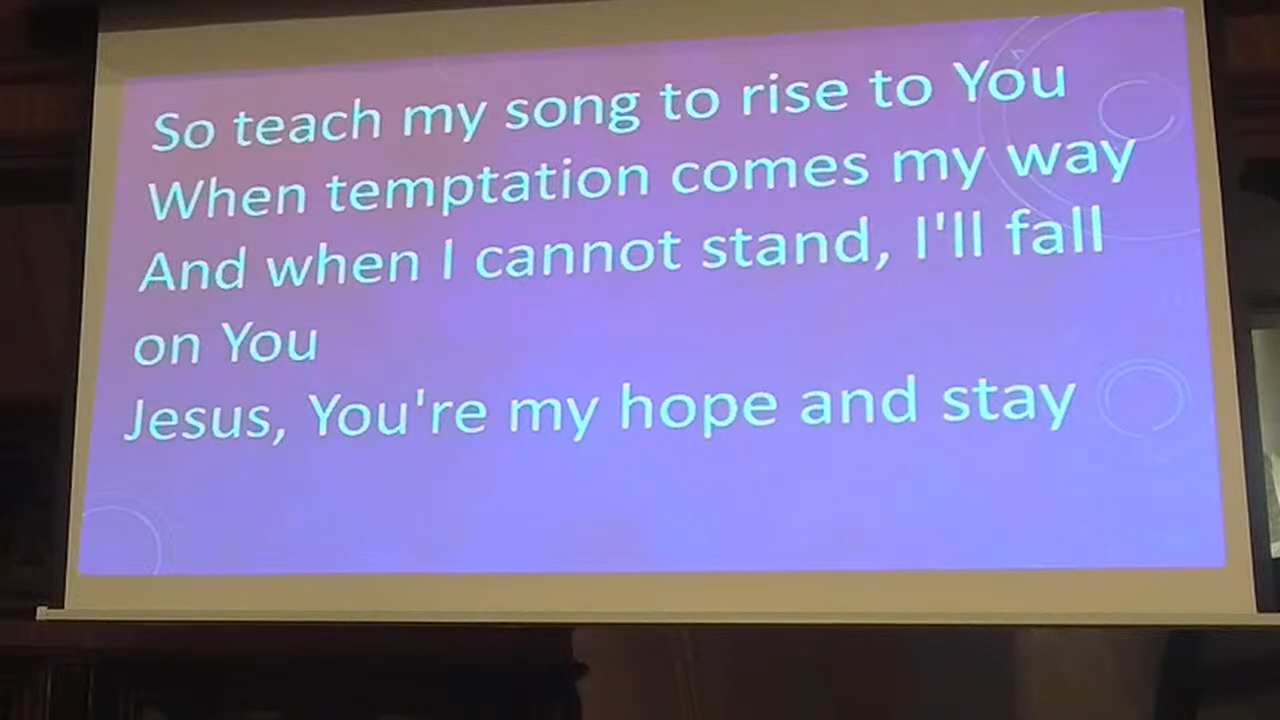 So teach my song to rise to You
When temptation comes my way
And when I cannot stand, I'll fall
on You
Jesus, You're my hope and stay